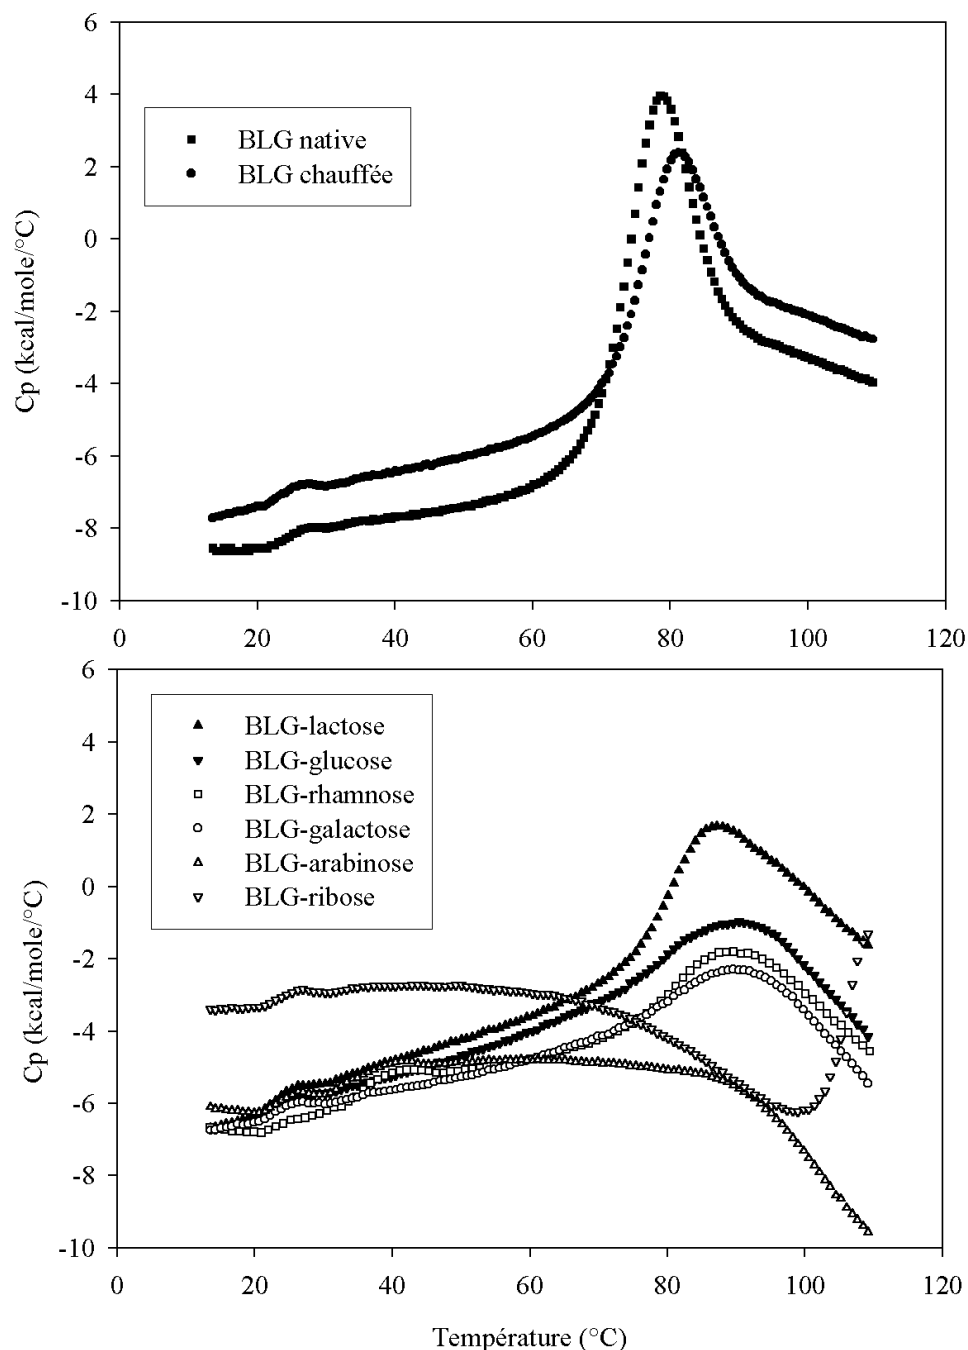 6
4
2
0
-2
-4
-6
-8
-10
Cp (kcal/mole/°C)
BLG native
BLG chauffée
0 20 40 60 80 100 120
6
4
2
0
-2
-4
-6
-8
-10
Cp (kcal/mole/°C)
BLG-lactose
BLG-glucose
BLG-rhamnose
BLG-galactose
BLG-arabinose
BLG-ribose
0 20 40 60 80 100 120
Température (°C)